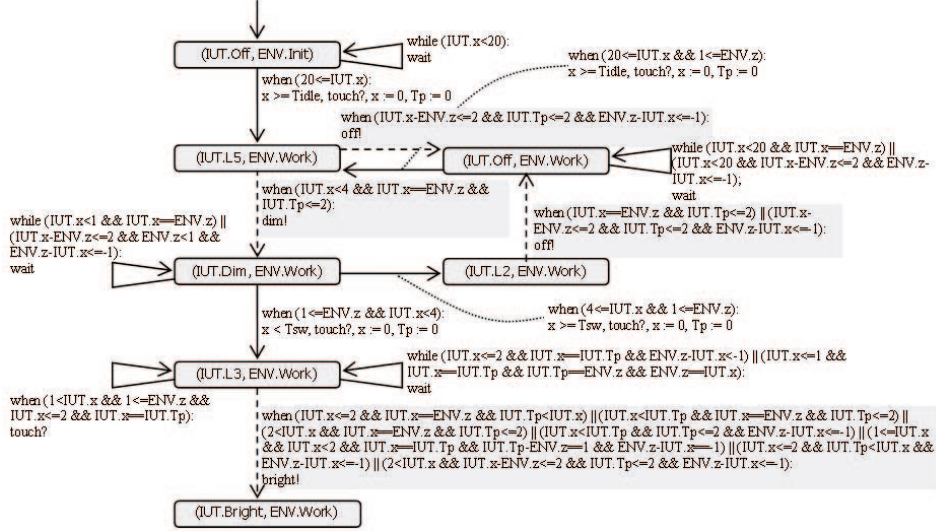 (IUT.Off, ENV.Init)
while (IUT.x<20):
wait
when (20<=IUT.x):
x >= Tidle, touch?, x := 0, Tp := 0
when (20<=IUT.x && 1<=ENV.z):
x >= Tidle, touch?, x := 0, Tp := 0
when (IUT.x-ENV.z<=2 && IUT.Tp<=2 && ENV.z-IUT.x<=-1):
off!
(IUT.L5, ENV.Work)
(IUT.Off, ENV.Work)
while (IUT.x<20 && IUT.x==ENV.z) ||
(IUT.x<20 && IUT.x-ENV.z<=2 && ENV.z-
IUT.x<=-1);
wait
when (IUT.x<4 && IUT.x==ENV.z &&
IUT.Tp<=2):
dim!
when (IUT.x==ENV.z && IUT.Tp<=2) || (IUT.x-
ENV.z<=2 && IUT.Tp<=2 && ENV.z-IUT.x<=-1):
off!
while (IUT.x<1 && IUT.x==ENV.z) ||
(IUT.x-ENV.z<=2 && ENV.z<1 &&
ENV.z-IUT.x<=-1):
wait
(IUT.Dim, ENV.Work)
(IUT.L2, ENV.Work)
when (1<=ENV.z && IUT.x<4):
x < Tsw, touch?, x := 0, Tp := 0
when (4<=IUT.x && 1<=ENV.z):
x >= Tsw, touch?, x := 0, Tp := 0
(IUT.L3, ENV.Work)
while (IUT.x<=2 && IUT.x==IUT.Tp && ENV.z-IUT.x<-1) || (IUT.x<=1 &&
IUT.x==IUT.Tp && IUT.Tp==ENV.z && ENV.z==IUT.x):
wait
when (1<IUT.x && 1<=ENV.z &&
IUT.x<=2 && IUT.x==IUT.Tp):
touch?
when (IUT.x<=2 && IUT.x==ENV.z && IUT.Tp<IUT.x) || (IUT.x<IUT.Tp && IUT.x==ENV.z && IUT.Tp<=2) ||
(2<IUT.x && IUT.x==ENV.z && IUT.Tp<=2) || (IUT.x<IUT.Tp && IUT.Tp<=2 && ENV.z-IUT.x<=-1) || (1<=IUT.x
&& IUT.x<2 && IUT.x==IUT.Tp && IUT.Tp-ENV.z==1 && ENV.z-IUT.x==-1) || (IUT.x<=2 && IUT.Tp<IUT.x &&
ENV.z-IUT.x<=-1) || (2<IUT.x && IUT.x-ENV.z<=2 && IUT.Tp<=2 && ENV.z-IUT.x<=-1):
bright!
(IUT.Bright, ENV.Work)